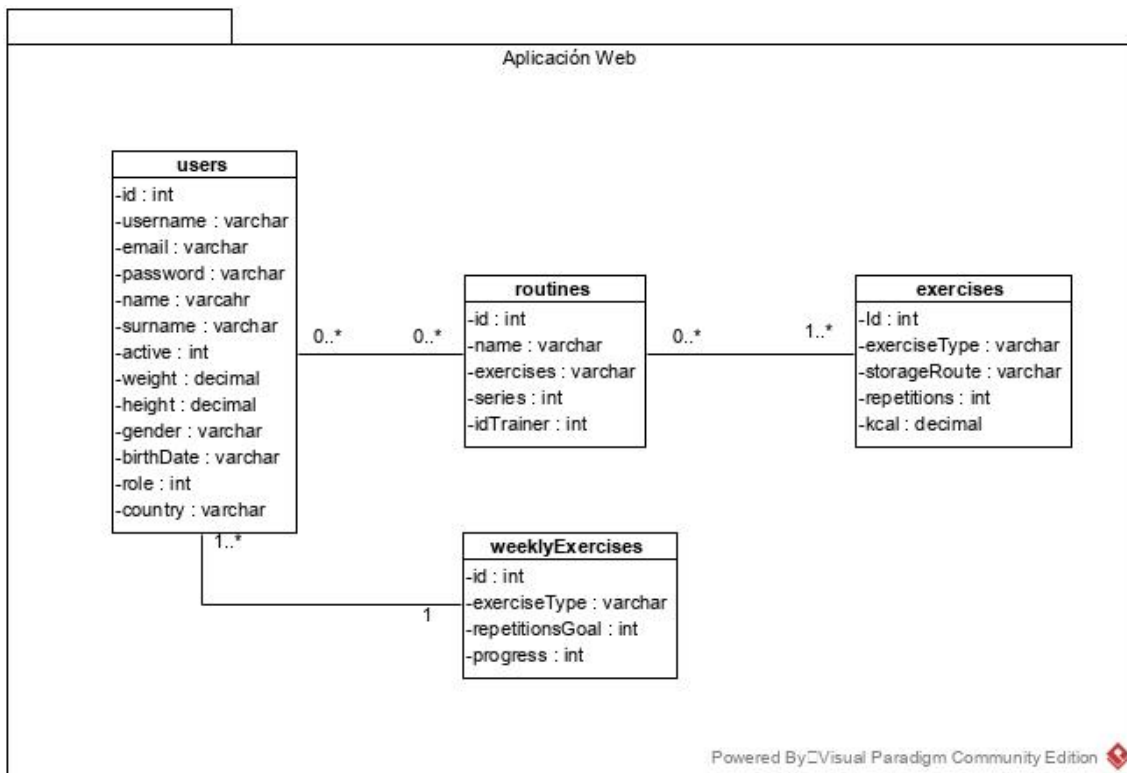 Aplicación Web
users
-id : int
-username : varchar
-email : varchar
-password : varchar
-name : varcahr
-surname : varchar
-active : int
-weight : decimal
-height : decimal
-gender : varchar
-birthDate : varchar
-role : int
-country : varchar
0..*
0..*
routines
-id : int
-name : varchar
-exercises : varchar
-series : int
-idTrainer : int
0..*
1..*
exercises
-Id : int
-exerciseType : varchar
-storageRoute : varchar
-repetitions : int
-kcal : decimal
1..*
1
weeklyExercises
-id : int
-exerciseType : varchar
-repetitionsGoal : int
-progress : int
Powered By Visual Paradigm Community Edition